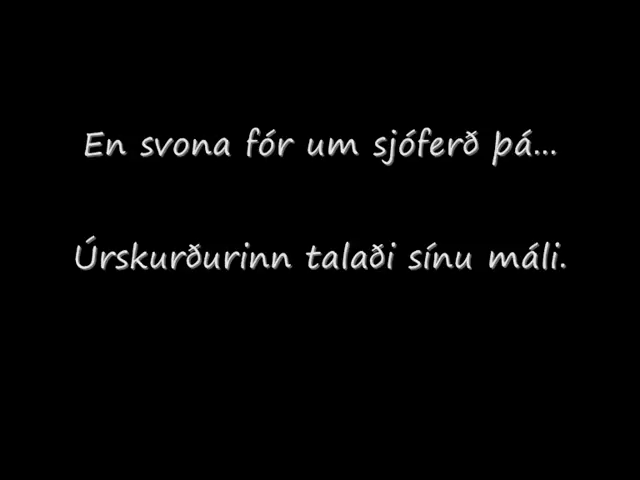 En svona fór um sjóferð þá...
Úrskurðurinn talaði sínu máli.